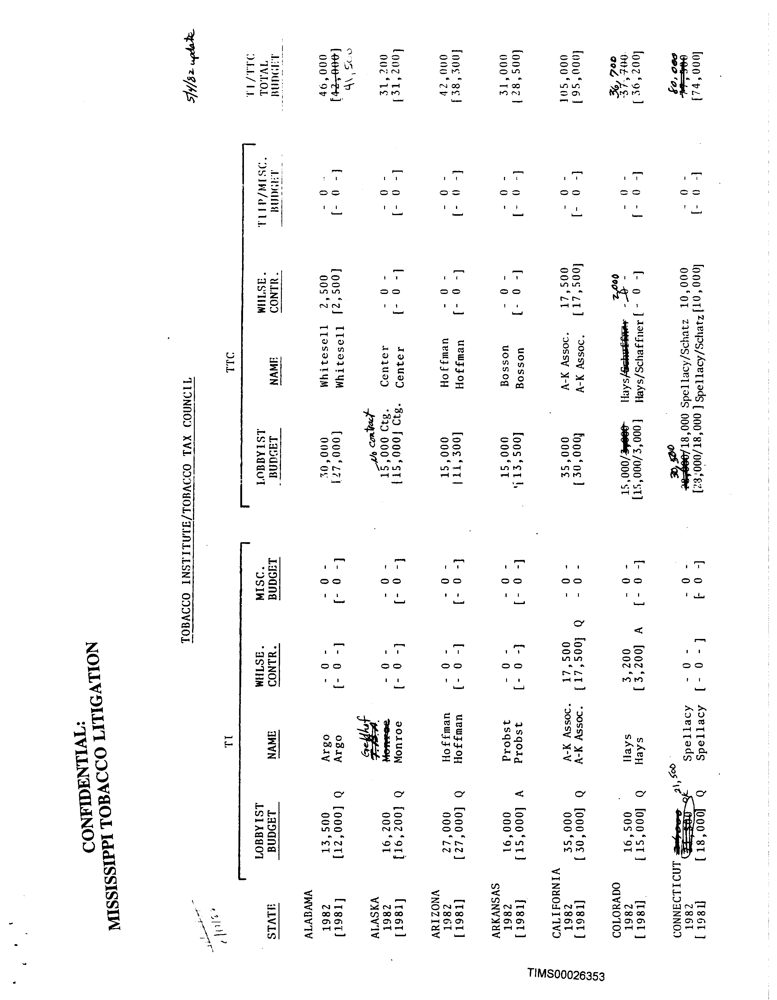 CONFIDENTIAL:
MISSISSIPPI TOBACCO LITIGATION
5/4/82 update
TOBACCO INSTITUTE/TOBACCO TAX COUNCIL
TI TTC
STATE LOBBYIST BUDGET NAME WHLSE. CONTR. MISC. BUDGET LOBBYIST BUDGET NAME WHLSE. CONTR. TIIP/MISC. BUDGET TI/TTC TOTAL BUDGET
ALABAMA
1982 13,500 Argo - 0 - - 0 - 30,000 Whitesell 2,500 - 0 - 46,000
[1981] [12,000] Q Argo [- 0 -] [- 0 -] [27,000] Whitesell [2,500] [- 0 -] [42,000] 41,500
ALASKA
No contract
1982 16,200 Monroe - 0 - - 0 - 15,000 Ctg. Center - 0 - - 0 - 31,200
[1981] [16,200] Q Monroe [- 0 -] [- 0 -] [15,000] Ctg. Center [- 0 -] [- 0 -] [31,200]
ARIZONA
1982 27,000 Hoffman - 0 - - 0 - 15,000 Hoffman - 0 - - 0 - 42,000
[1981] [27,000] Q Hoffman [- 0 -] [- 0 -] [11,300] Hoffman [- 0 -] [- 0 -] [38,300]
ARKANSAS
1982 16,000 Probst - 0 - - 0 - 15,000 Bosson - 0 - - 0 - 31,000
[1981] [15,000] A Probst [- 0 -] [- 0 -] [13,500] Bosson [- 0 -] [- 0 -] [28,500]
CALIFORNIA
1982 35,000 A-K Assoc. 17,500 - 0 - 35,000 A-K Assoc. 17,500 - 0 - 105,000
[1981] [30,000] Q A-K Assoc. [17,500] Q - 0 - [30,000] A-K Assoc. [17,500] [- 0 -] [95,000]
COLORADO
2,000 36,700
1982 16,500 Hays 3,200 - 0 - 15,000/3,000 Hays/Schaffner - 0 - - 0 - 37,700
[1981] [15,000] Q Hays [3,200] A [- 0 -] [15,000/3,000] Hays/Schaffner [- 0 -] [- 0 -] [36,200]
CONNECTICUT 21,500 30,500 80,000
1982 Spellacy - 0 - - 0 - /18,000 Spellacy/Schatz 10,000 - 0 -
[1981] [18,000] Q Spellacy [- 0 -] [- 0 -] [28,000/18,000] Spellacy/Schatz [10,000] [- 0 -] [74,000]
TIMS00026353